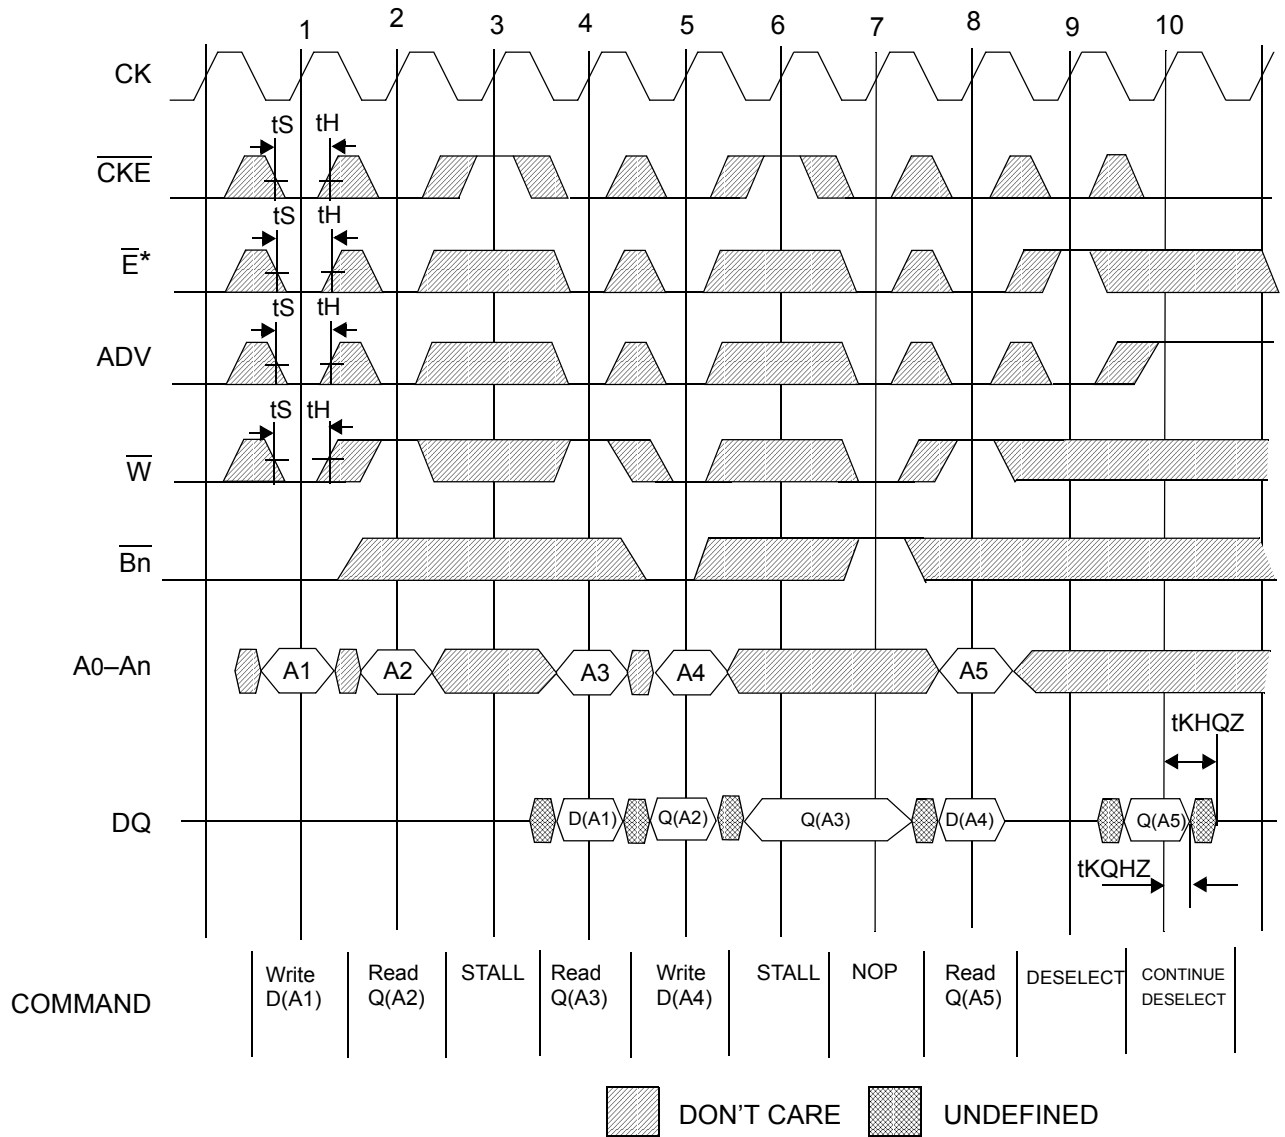 1 2 3 4 5 6 7 8 9 10
CK
tS tH
CKE
tS tH
E*
tS tH
ADV
tS tH
W
Bn
A0–An A1 A2 A3 A4 A5
tKHQZ
DQ D(A1) Q(A2) Q(A3) D(A4) Q(A5)
tKQHZ
COMMAND
Write
D(A1)
Read
Q(A2)
STALL
Read
Q(A3)
Write
D(A4)
STALL
NOP
Read
Q(A5)
DESELECT
CONTINUE
DESELECT
DON'T CARE UNDEFINED